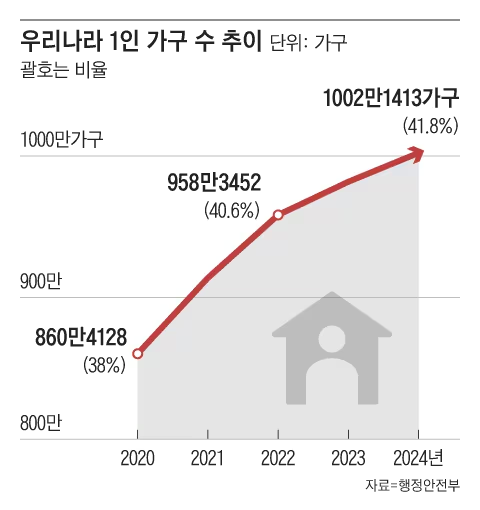 우리나라 1인 가구 수 추이 단위: 가구
괄호는 비율
1002만1413가구
(41.8%)
1000만가구
958만3452
(40.6%)
900만
860만4128
(38%)
800만
2020 2021 2022 2023 2024년
자료=행정안전부